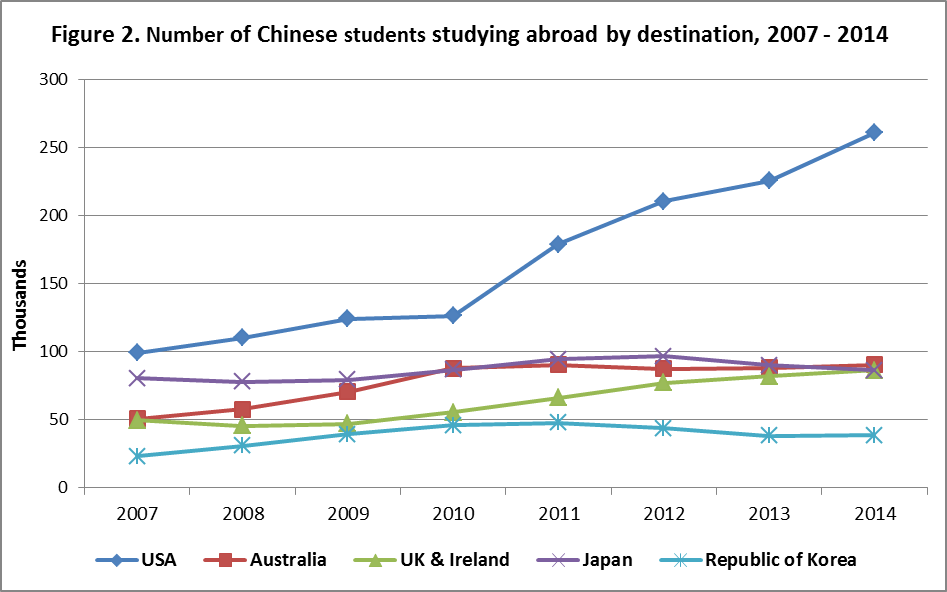 Figure 2. Number of Chinese students studying abroad by destination, 2007 - 2014
300
250
200
150
100
50
0
Thousands
2007 2008 2009 2010 2011 2012 2013 2014
USA Australia UK & Ireland Japan Republic of Korea